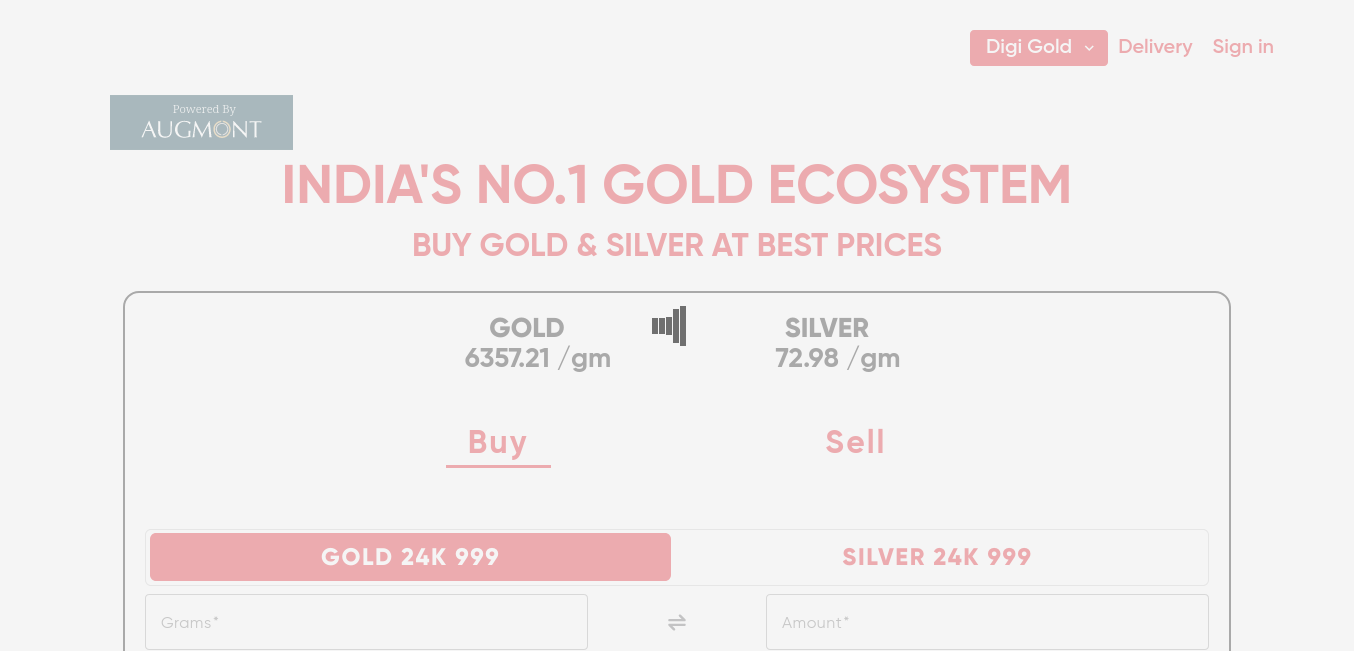 Digi Gold Delivery Sign in
Powered By
AUGMONT
INDIA'S NO.1 GOLD ECOSYSTEM
BUY GOLD & SILVER AT BEST PRICES
GOLD SILVER
6357.21 /gm 72.98 /gm
Buy Sell
GOLD 24K 999 SILVER 24K 999
Grams* Amount*